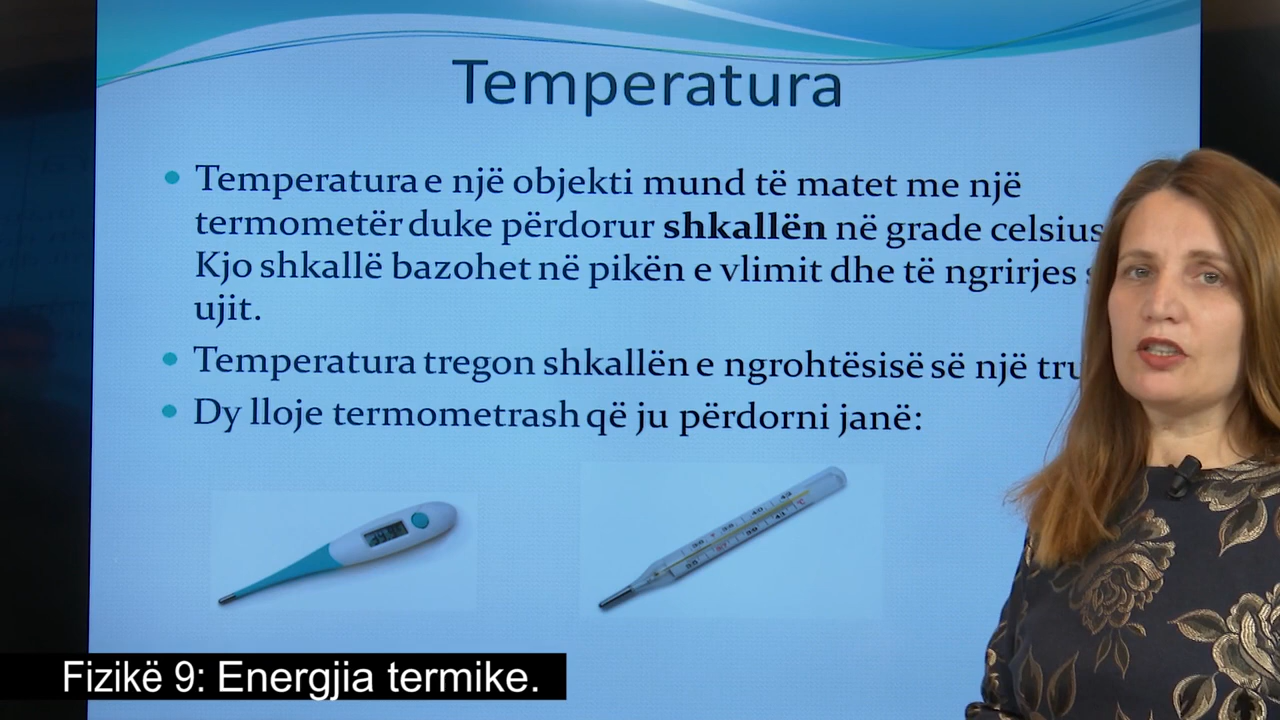 Temperatura
Temperatura e një objekti mund të matet me një
termometër duke përdorur shkallën në grade celsius
Kjo shkallë bazohet në pikën e vlimit dhe të ngrirjes
ujit.
Temperatura tregon shkallën e ngrohtësisë së një
Dy lloje termometrash që ju përdorni janë:
Fizikë 9: Energjia termike.